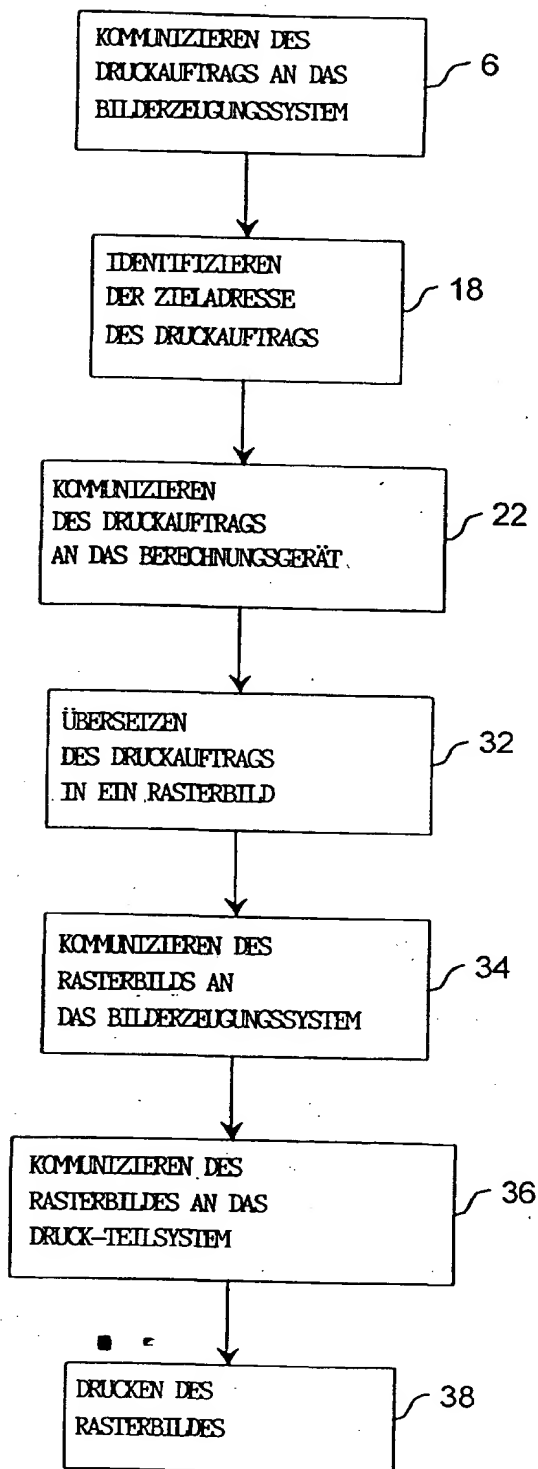 KOMMUNIZIEREN DES
DRUCKAUFTRAGS AN DAS
BILDERZEUGUNGSSYSTEM
6
IDENTIFIZIEREN
DER ZIELADRESSE
DES DRUCKAUFTRAGS
18
KOMMUNIZIEREN
DES DRUCKAUFTRAGS
AN DAS BERECHNUNGSGERÄT
22
ÜBERSETZEN
DES DRUCKAUFTRAGS
IN EIN RASTERBILD
32
KOMMUNIZIEREN DES
RASTERBILDS AN
DAS BILDERZEUGUNGSSYSTEM
34
KOMMUNIZIEREN DES
RASTERBILDES AN DAS
DRUCK-TEILSYSTEM
36
DRUCKEN DES
RASTERBILDES
38